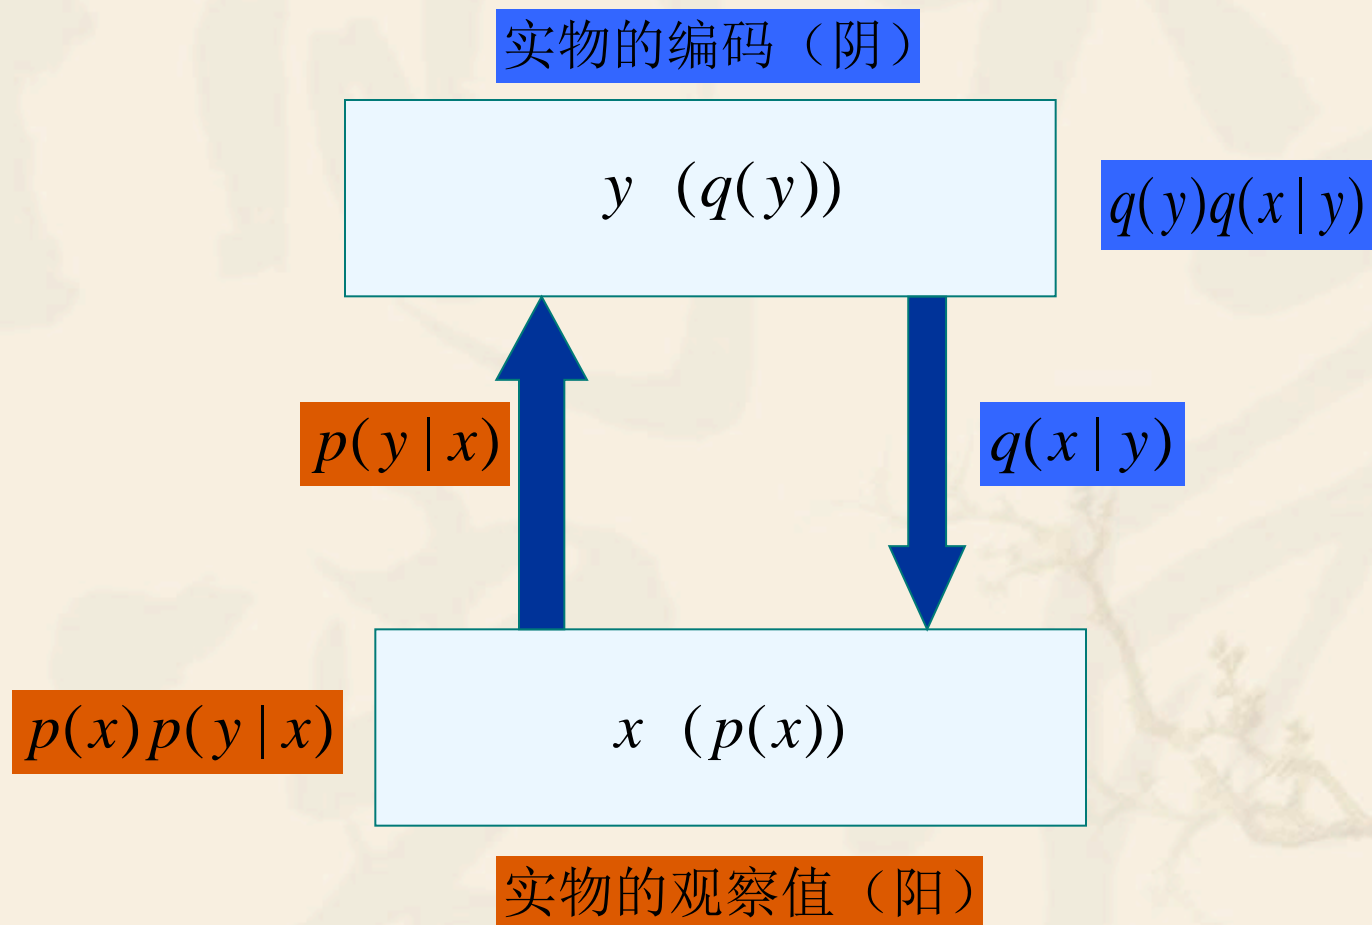 实物的编码（阴）
y (q(y))
q(y)q(x|y)
p(y|x)
q(x|y)
p(x)p(y|x)
x (p(x))
实物的观察值（阳）